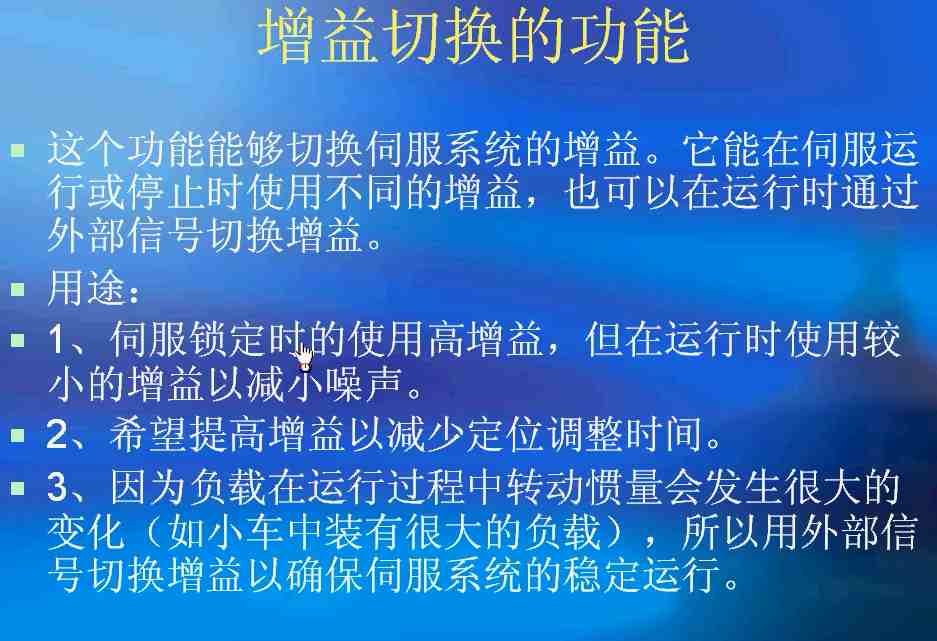 增益切换的功能
这个功能能够切换伺服系统的增益。它能在伺服运
行或停止时使用不同的增益，也可以在运行时通过
外部信号切换增益。
用途：
1、伺服锁定时的使用高增益，但在运行时使用较
小的增益以减小噪声。
2、希望提高增益以减少定位调整时间。
3、因为负载在运行过程中转动惯量会发生很大的
变化（如小车中装有很大的负载），所以用外部信
号切换增益以确保伺服系统的稳定运行。